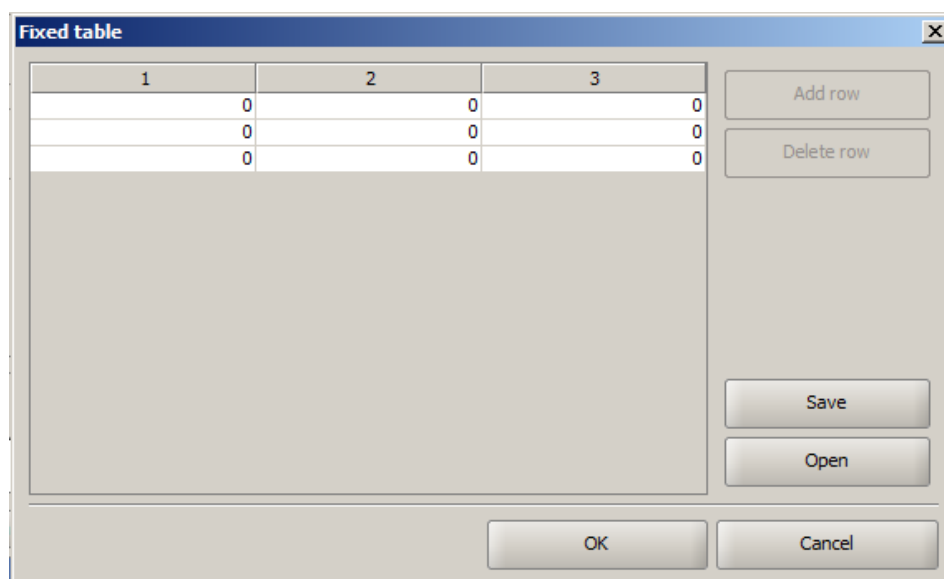 Fixed table
1 2 3
0 0 0
0 0 0
0 0 0
Add row
Delete row
Save
Open
OK Cancel